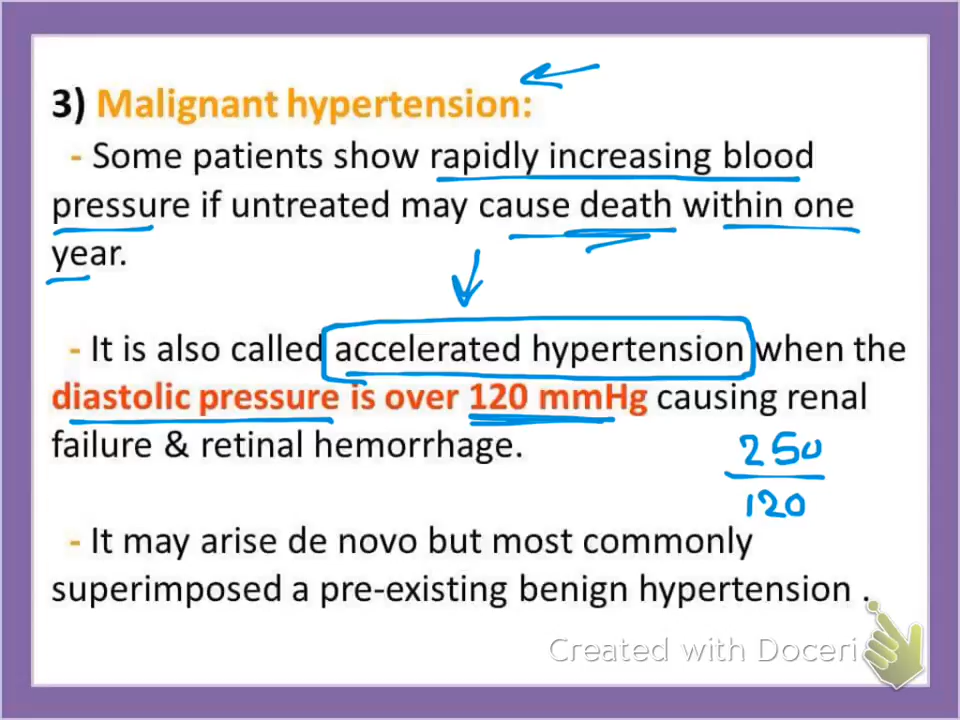 3) Malignant hypertension:
- Some patients show rapidly increasing blood
pressure if untreated may cause death within one
year.
- It is also called accelerated hypertension when the
diastolic pressure is over 120 mmHg causing renal
failure & retinal hemorrhage.
250
120
- It may arise de novo but most commonly
superimposed a pre-existing benign hypertension .
Created with Doceri